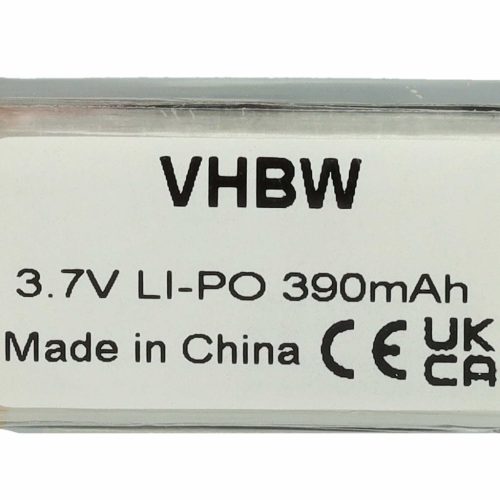 VHBW
3.7V LI-PO 390mAh
Made in China CE UK
CA